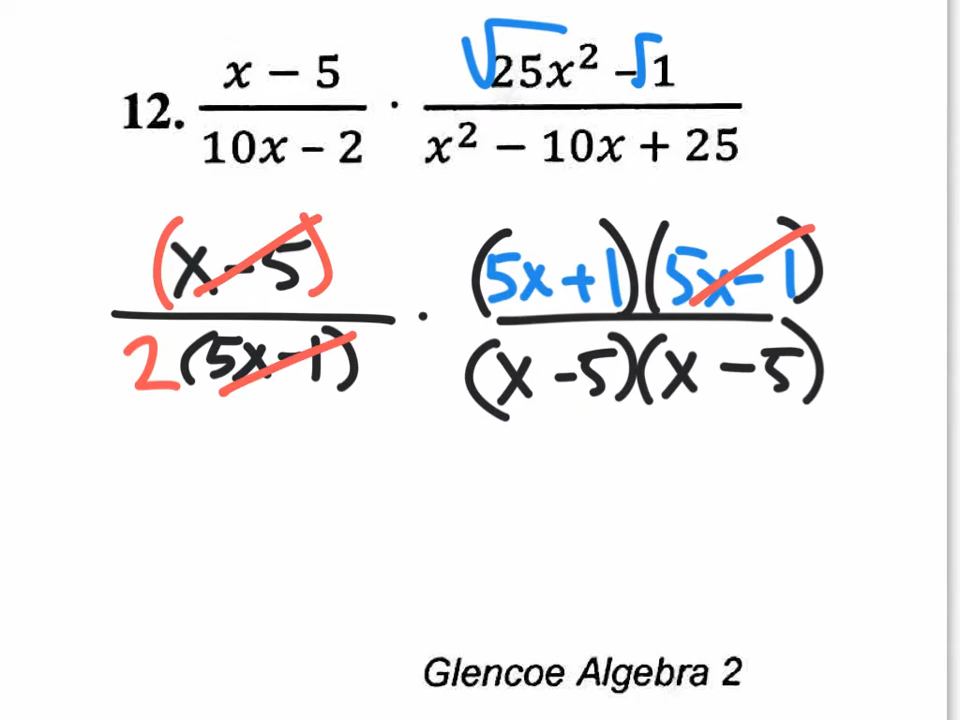 12. x − 5 / 10x − 2 · √25x² − √1 / x² − 10x + 25
(x − 5) / 2(5x − 1) · (5x + 1)(5x − 1) / (x − 5)(x − 5)
Glencoe Algebra 2